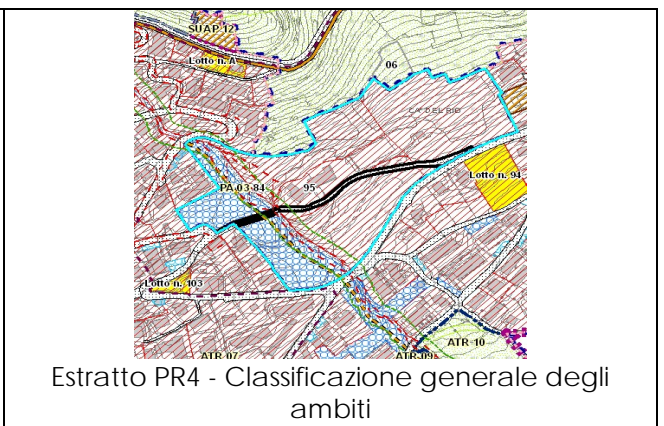 SUAP 12
Lotto n. A
06
CA' DEL RIO
Lotto n. 94
PA 03-84
95
Lotto n. 103
ATR-07
ATR-09
ATR-10
Estratto PR4 - Classificazione generale degli
ambiti